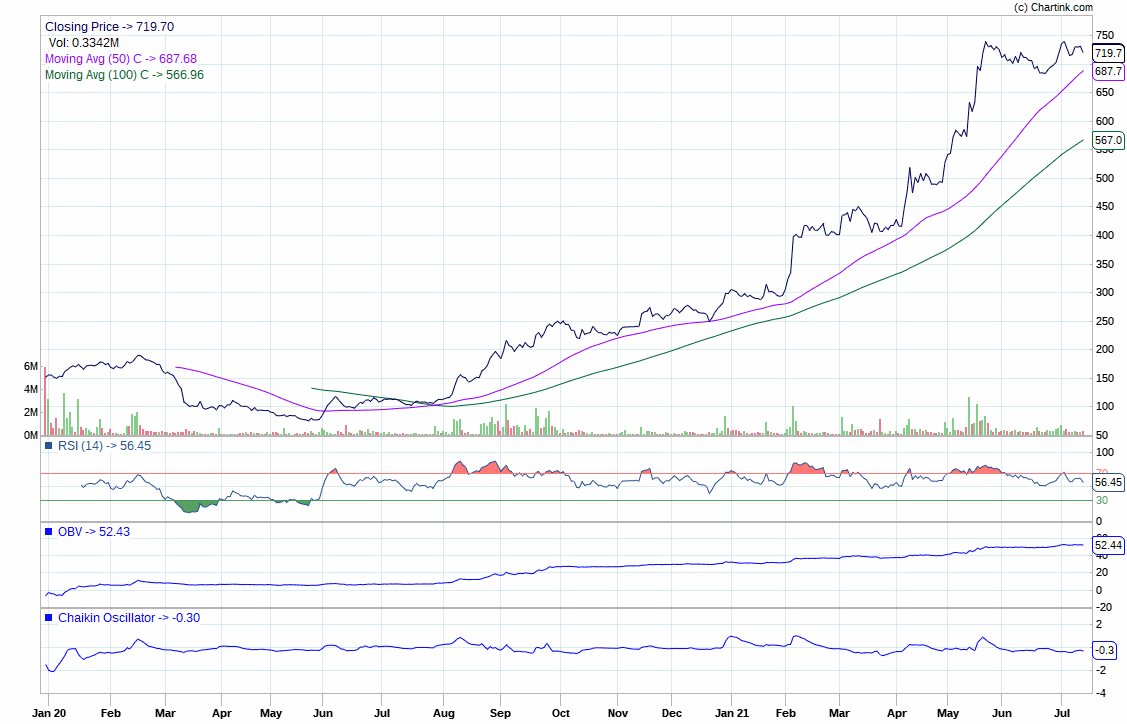 (c) Chartink.com
Closing Price -> 719.70
Vol: 0.3342M
Moving Avg (50) C -> 687.68
Moving Avg (100) C -> 566.96
750
719.7
687.7
650
600
567.0
550
500
450
400
350
300
250
200
150
100
50
6M
4M
2M
0M
RSI (14) -> 56.45
100
70
56.45
30
0
OBV -> 52.43
52.44
40
20
0
-20
Chaikin Oscillator -> -0.30
2
-0.3
-2
-4
Jan 20 Feb Mar Apr May Jun Jul Aug Sep Oct Nov Dec Jan 21 Feb Mar Apr May Jun Jul